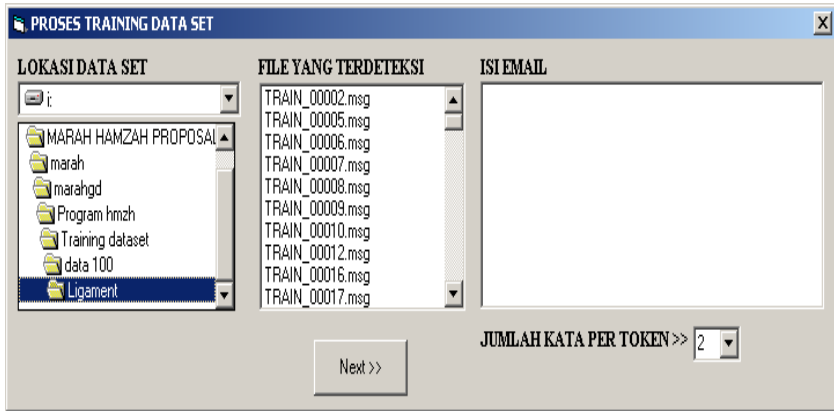 PROSES TRAINING DATA SET
LOKASI DATA SET
i:
MARAH HAMZAH PROPOSAL
marah
marahgd
Program hmzh
Training dataset
data 100
Ligament
FILE YANG TERDETEKSI
TRAIN_00002.msg
TRAIN_00005.msg
TRAIN_00006.msg
TRAIN_00007.msg
TRAIN_00008.msg
TRAIN_00009.msg
TRAIN_00010.msg
TRAIN_00012.msg
TRAIN_00016.msg
TRAIN_00017.msg
ISI EMAIL
JUMLAH KATA PER TOKEN >> 2
Next >>